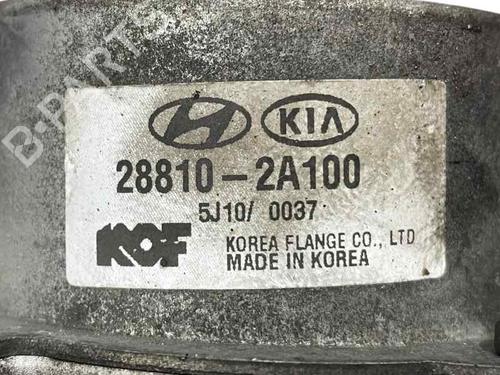 B-PARTS
KIA
28810-2A100
5J10/ 0037
KOF KOREA FLANGE CO., LTD
MADE IN KOREA